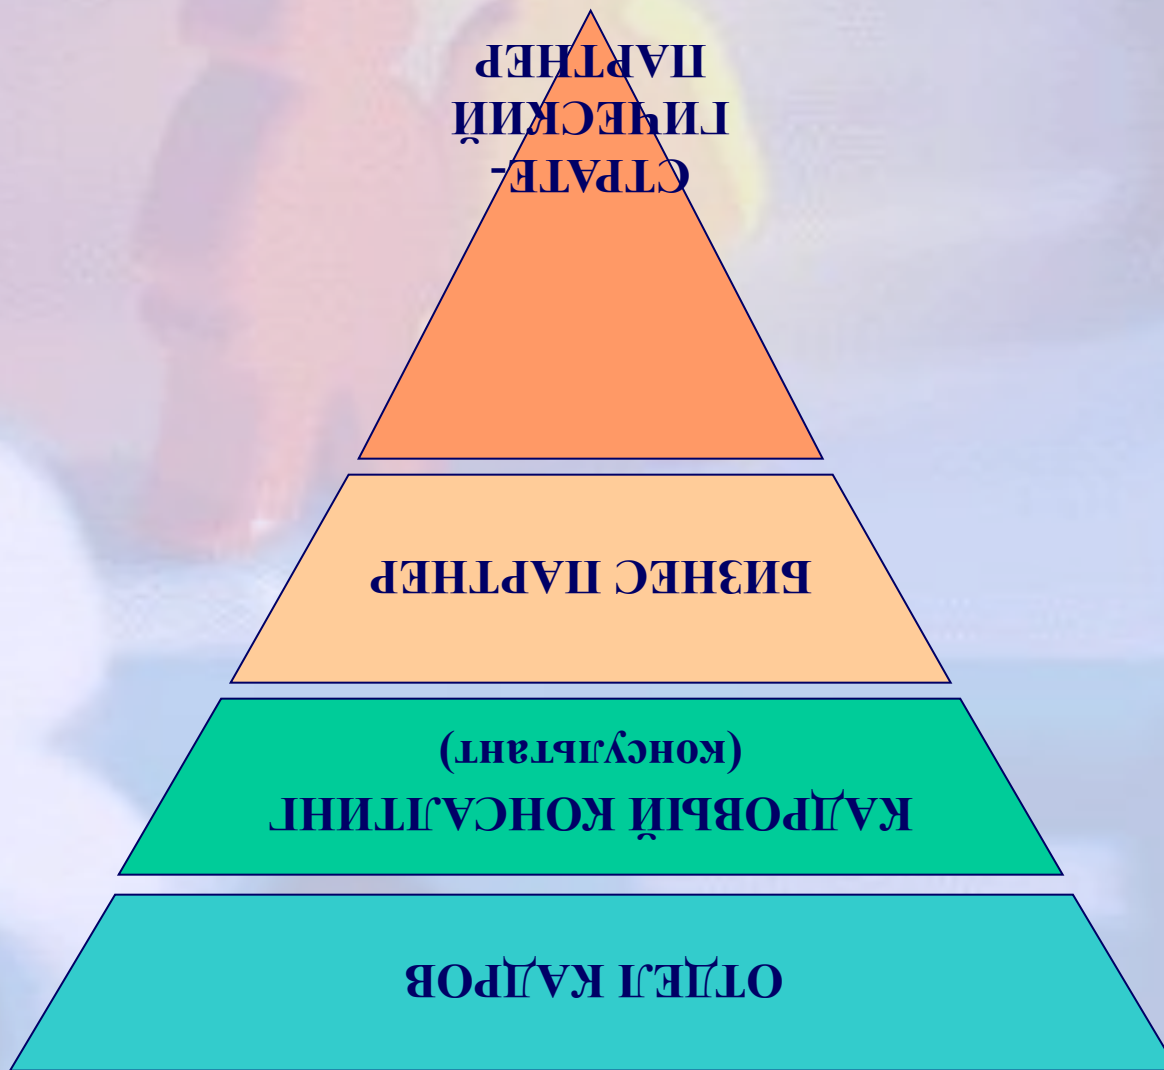 ОТДЕЛ КАДРОВ
КАДРОВЫЙ КОНСАЛТИНГ
(консультант)
БИЗНЕС ПАРТНЕР
СТРАТЕ-
ГИЧЕСКИЙ
ПАРТНЕР